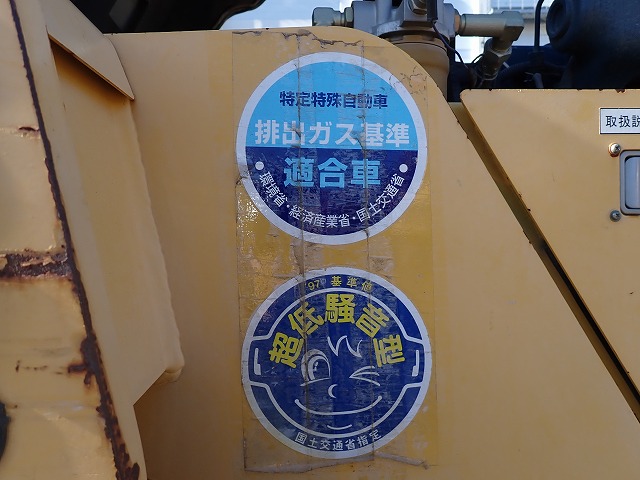 特定特殊自動車
排出ガス基準
適合車
・環境省・経済産業省・国土交通省・
'97基準値
超低騒音型
国土交通省指定
取扱説